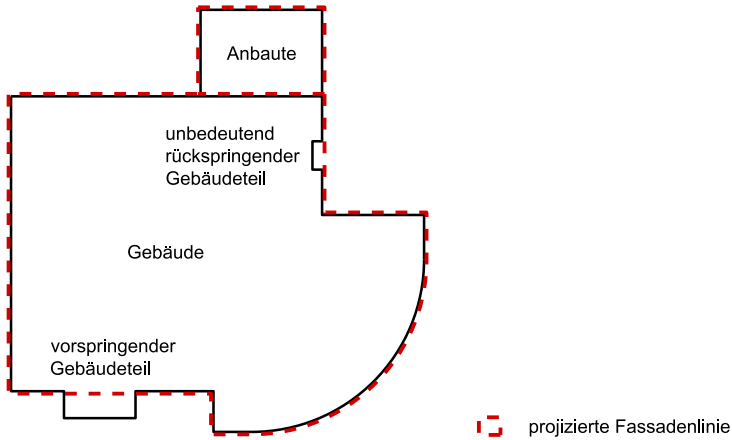 Anbaute
unbedeutend
rückspringender
Gebäudeteil
Gebäude
vorspringender
Gebäudeteil
projizierte Fassadenlinie